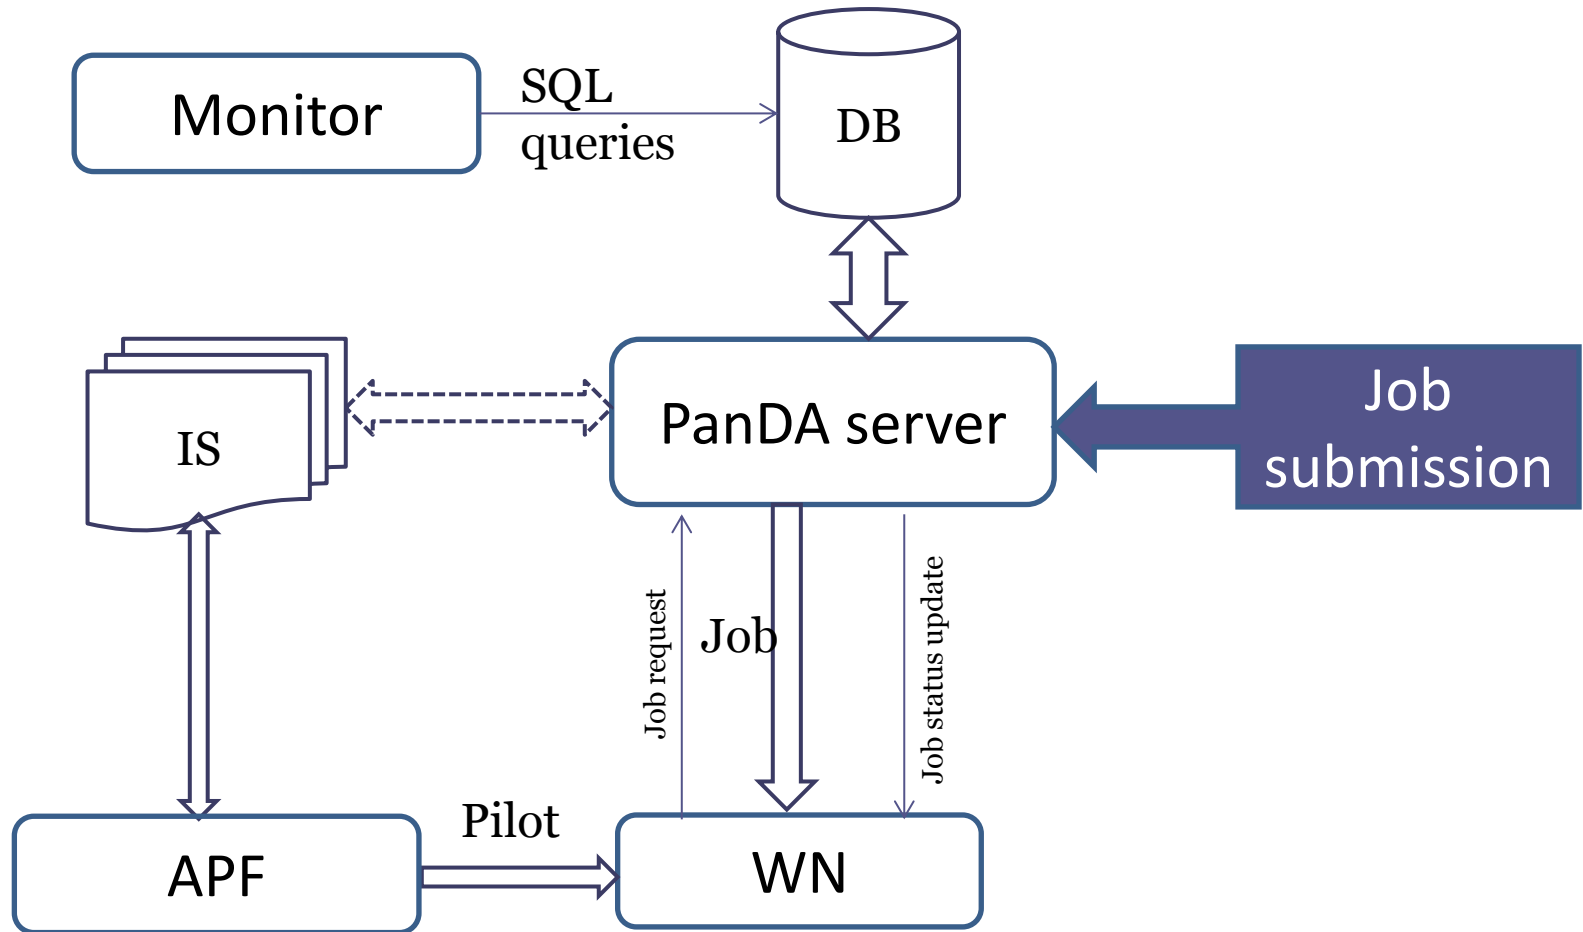 Monitor
SQL
queries
DB
IS
PanDA server
Job
submission
Job request
Job
Job status update
Pilot
APF
WN